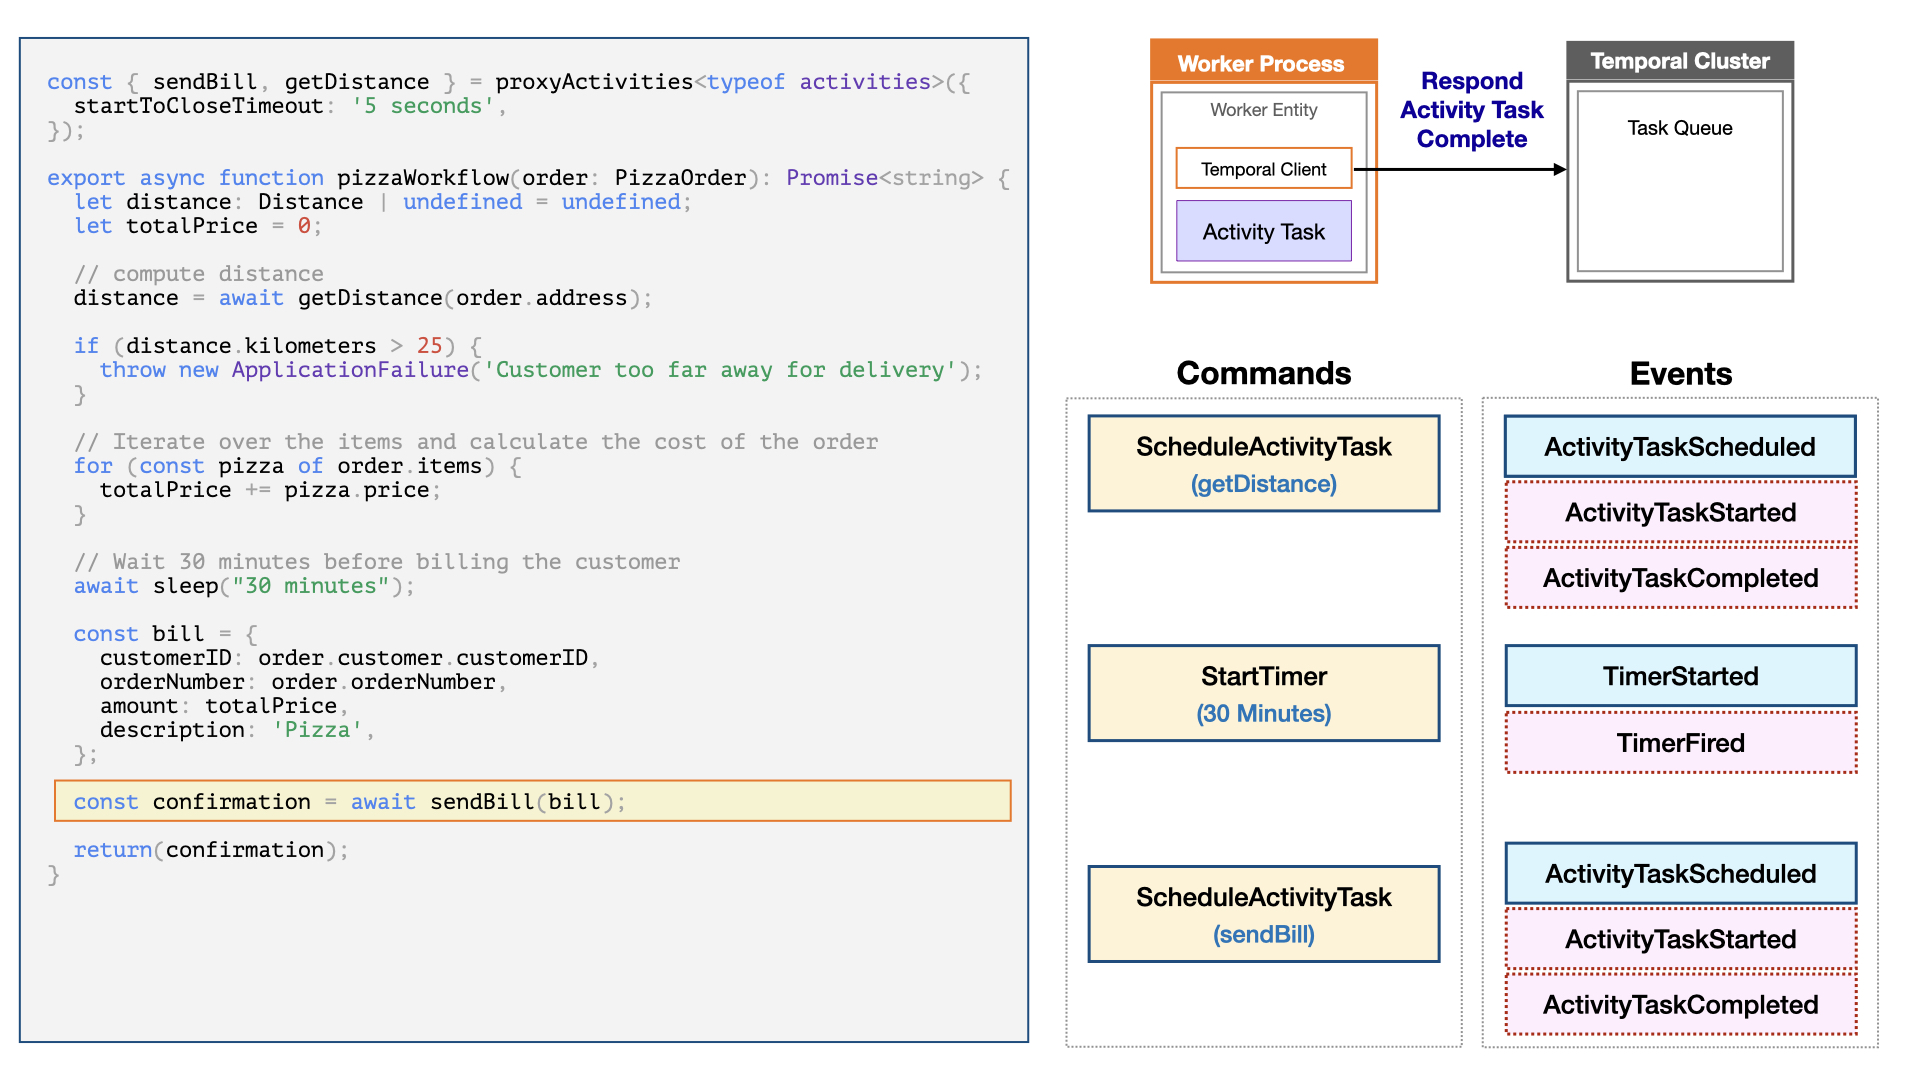 const { sendBill, getDistance } = proxyActivities<typeof activities>({
  startToCloseTimeout: '5 seconds',
});
export async function pizzaWorkflow(order: PizzaOrder): Promise<string> {
  let distance: Distance | undefined = undefined;
  let totalPrice = 0;
  // compute distance
  distance = await getDistance(order.address);
  if (distance.kilometers > 25) {
    throw new ApplicationFailure('Customer too far away for delivery');
  }
  // Iterate over the items and calculate the cost of the order
  for (const pizza of order.items) {
    totalPrice += pizza.price;
  }
  // Wait 30 minutes before billing the customer
  await sleep("30 minutes");
  const bill = {
    customerID: order.customer.customerID,
    orderNumber: order.orderNumber,
    amount: totalPrice,
    description: 'Pizza',
  };
  const confirmation = await sendBill(bill);
  return(confirmation);
}
Worker Process
Worker Entity
Temporal Client
Activity Task
Respond
Activity Task
Complete
Temporal Cluster
Task Queue
Commands
ScheduleActivityTask
(getDistance)
StartTimer
(30 Minutes)
ScheduleActivityTask
(sendBill)
Events
ActivityTaskScheduled
ActivityTaskStarted
ActivityTaskCompleted
TimerStarted
TimerFired
ActivityTaskScheduled
ActivityTaskStarted
ActivityTaskCompleted